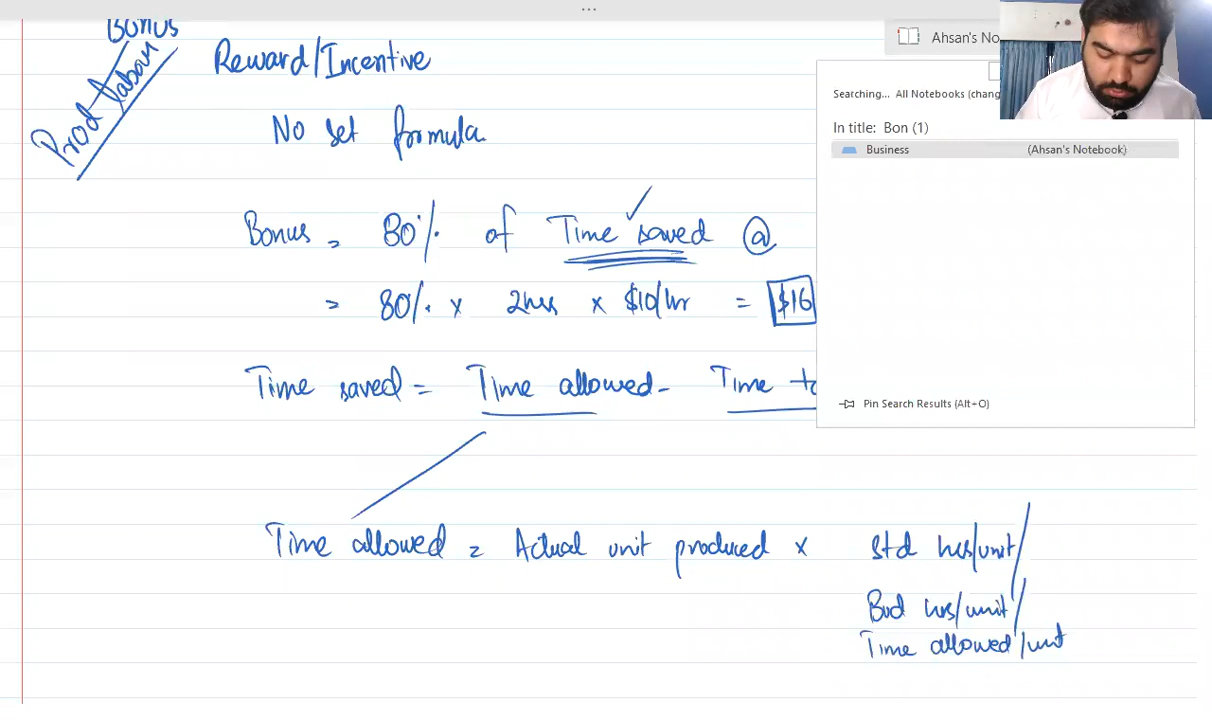 Bonus
Prod labour
Reward/Incentive
No set formula
Bonus = 80% of Time saved @
= 80% x 2hrs x $10/hr = $16
Time saved = Time allowed - Time
Time allowed = Actual unit produced x Std hrs/unit/
Bud hrs/unit/
Time allowed/unit
...
Ahsan's No
Searching... All Notebooks (chang
In title: Bon (1)
Business (Ahsan's Notebook)
Pin Search Results (Alt+O)